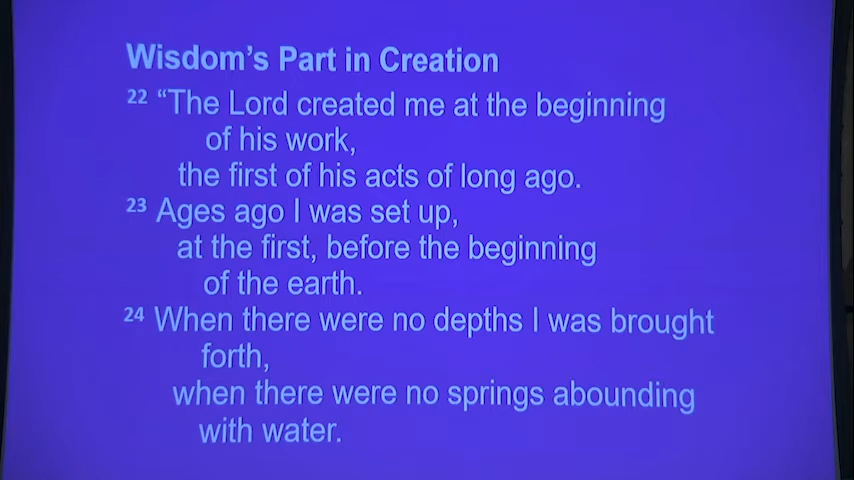 Wisdom’s Part in Creation
22 “The Lord created me at the beginning
of his work,
the first of his acts of long ago.
23 Ages ago I was set up,
at the first, before the beginning
of the earth.
24 When there were no depths I was brought
forth,
when there were no springs abounding
with water.